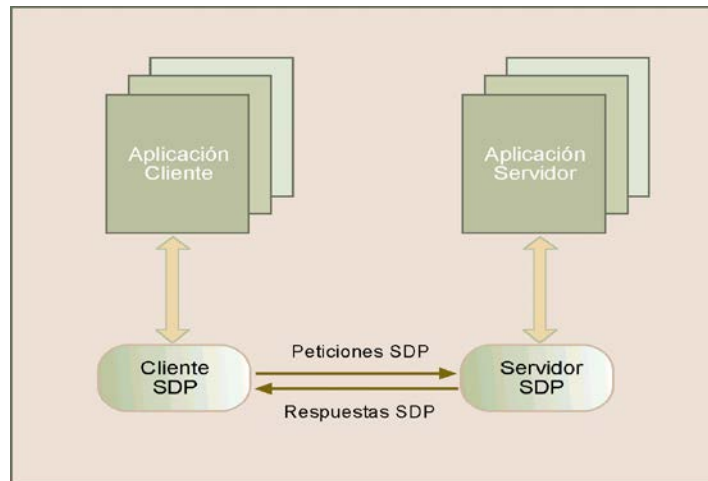 Aplicación
Cliente
Aplicación
Servidor
Peticiones SDP
Cliente
SDP
Servidor
SDP
Respuestas SDP